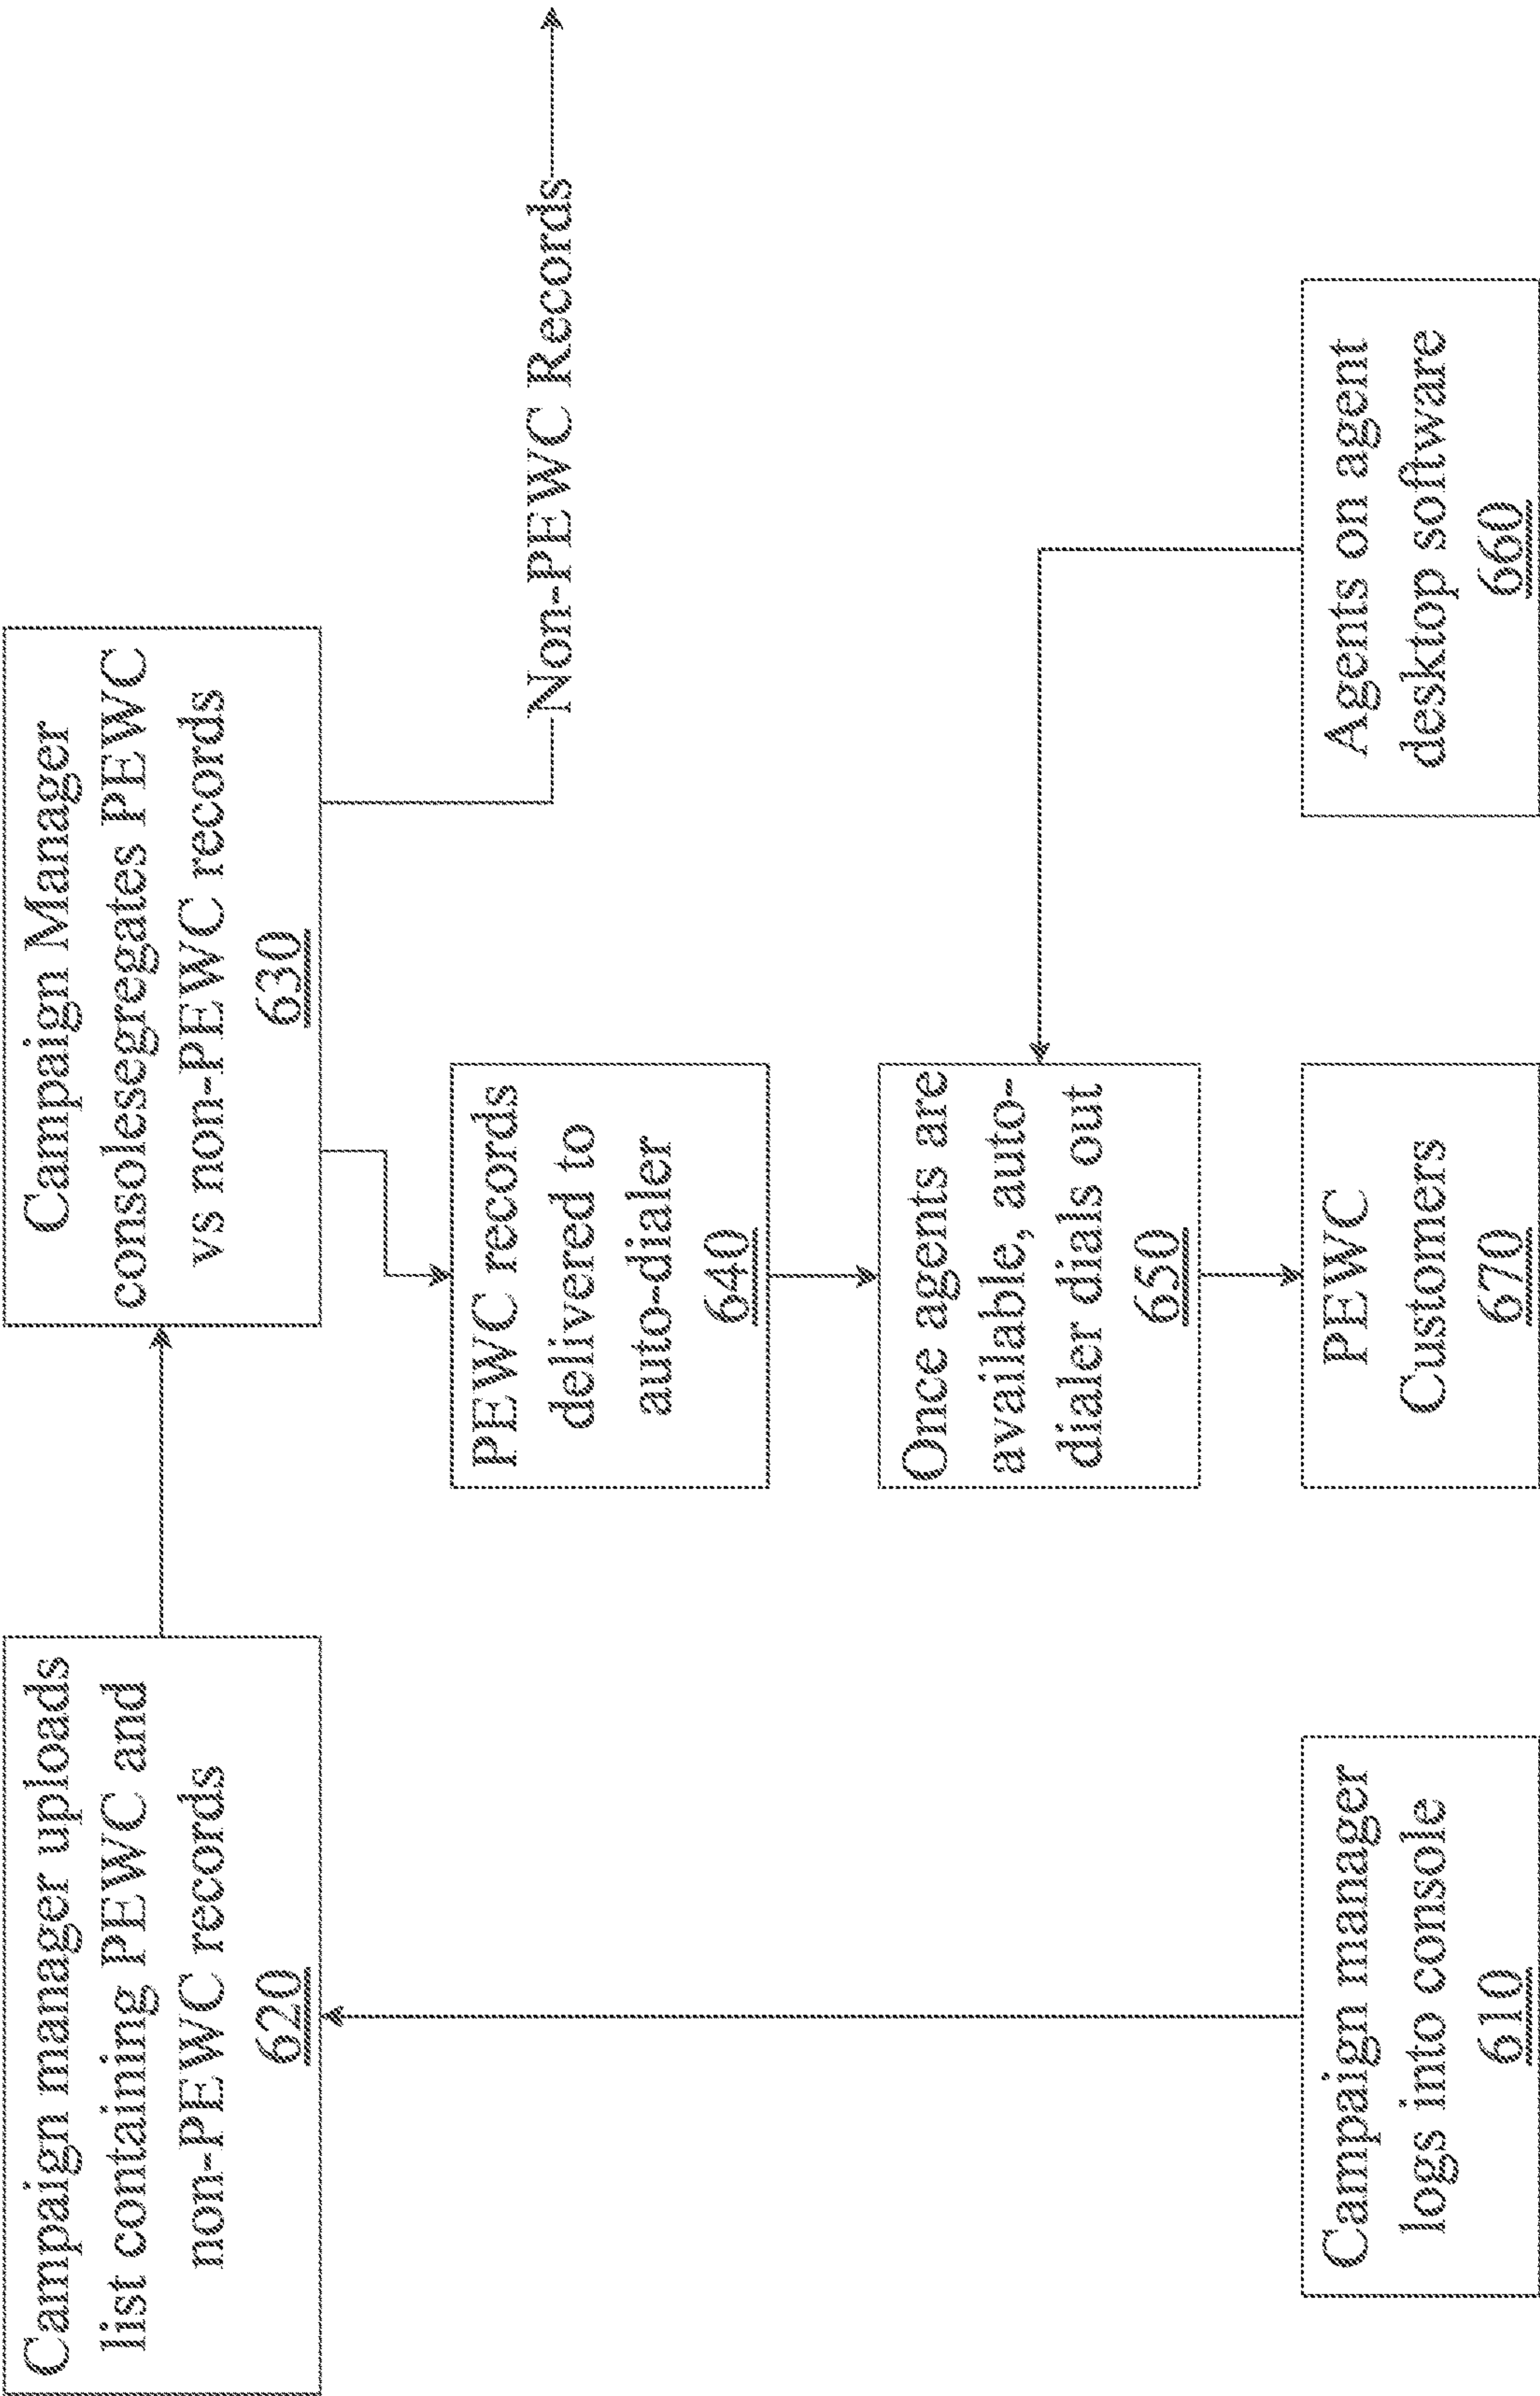 Campaign manager uploads
list containing PEWC and
non-PEWC records
620
Campaign Manager
consolesegregates PEWC
vs non-PEWC records
630
Non-PEWC Records
PEWC records
delivered to
auto-dialer
640
Once agents are
available, auto-
dialer dials out
650
Campaign manager
logs into console
610
PEWC
Customers
670
Agents on agent
desktop software
660